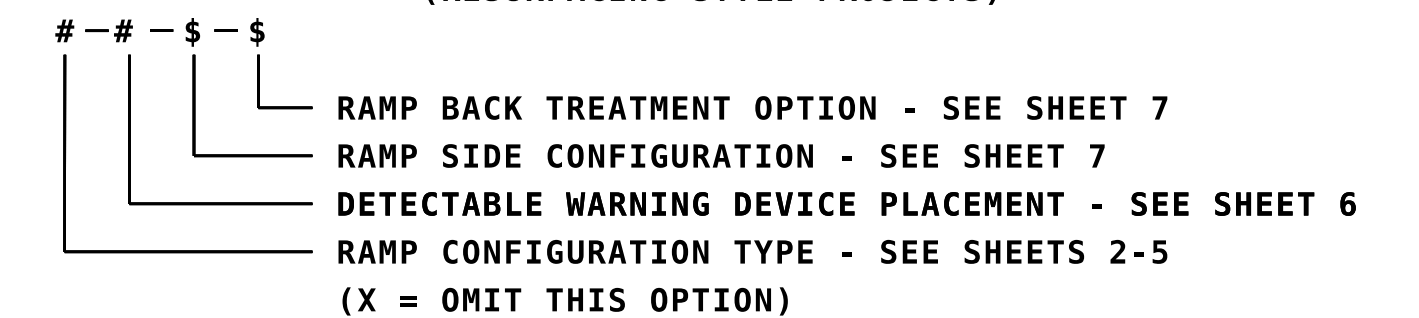 # – # – $ – $
RAMP BACK TREATMENT OPTION - SEE SHEET 7
RAMP SIDE CONFIGURATION - SEE SHEET 7
DETECTABLE WARNING DEVICE PLACEMENT - SEE SHEET 6
RAMP CONFIGURATION TYPE - SEE SHEETS 2-5
(X = OMIT THIS OPTION)